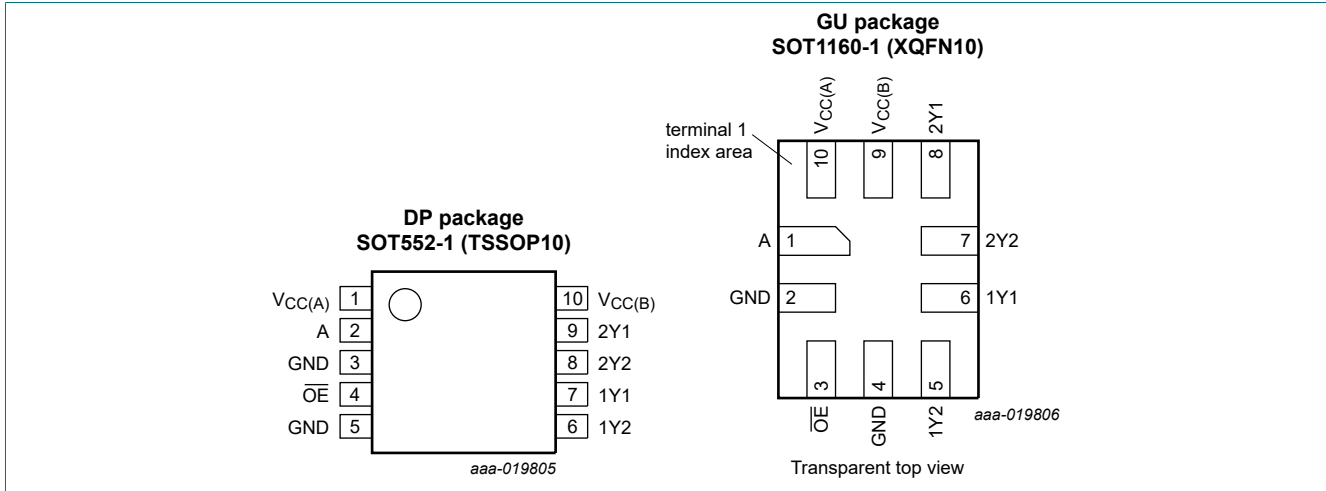 DP package
SOT552-1 (TSSOP10)
VCC(A) 1
10 VCC(B)
A 2
9 2Y1
GND 3
8 2Y2
OE 4
7 1Y1
GND 5
6 1Y2
aaa-019805
GU package
SOT1160-1 (XQFN10)
terminal 1
index area
VCC(A)
VCC(B)
2Y1
10
9
8
A 1
7 2Y2
GND 2
6 1Y1
3
4
5
OE
GND
1Y2
aaa-019806
Transparent top view